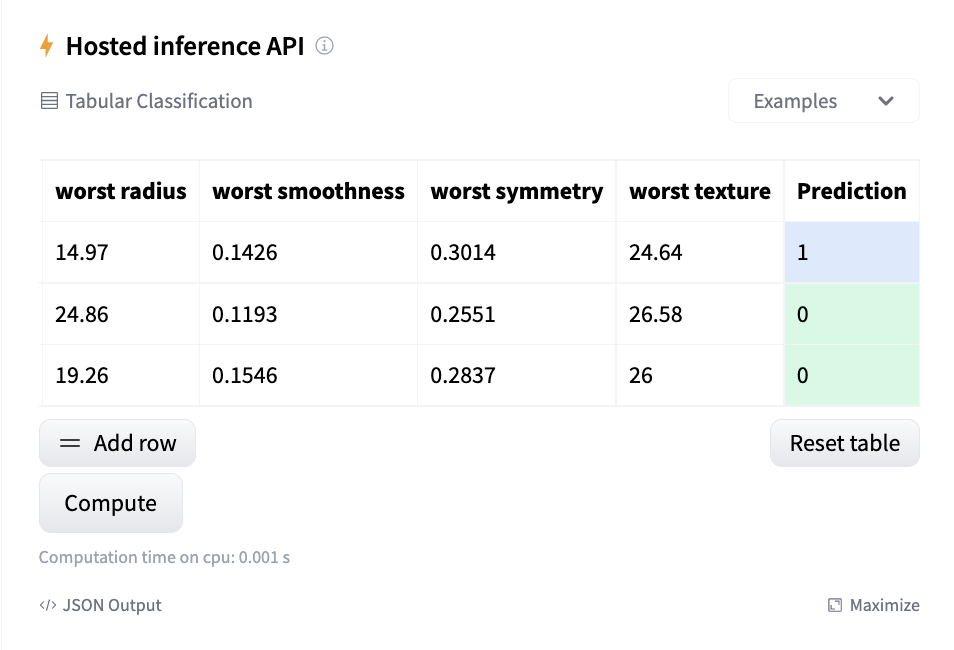 Hosted inference API
Tabular Classification Examples
worst radius worst smoothness worst symmetry worst texture Prediction
14.97 0.1426 0.3014 24.64 1
24.86 0.1193 0.2551 26.58 0
19.26 0.1546 0.2837 26 0
Add row Reset table
Compute
Computation time on cpu: 0.001 s
</> JSON Output Maximize